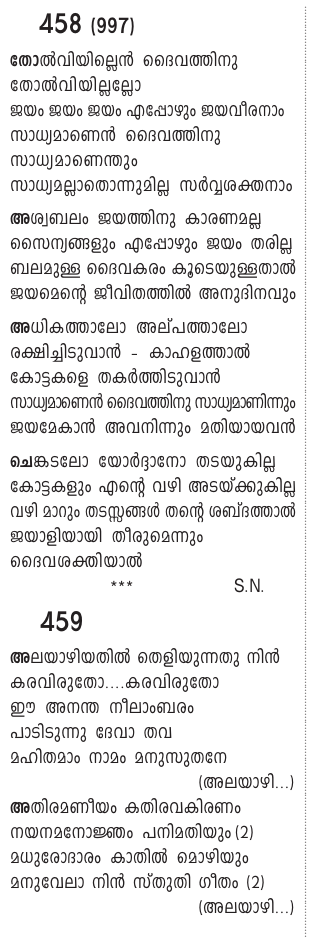 458 (997)
തോൽവിയില്ലെൻ ദൈവത്തിനു
തോൽവിയില്ലല്ലോ
ജയം ജയം ജയം എപ്പോഴും ജയവീരനാം
സാധ്യമാണെൻ ദൈവത്തിനു
സാധ്യമാണെന്തും
സാധ്യമല്ലാതൊന്നുമില്ല സർവ്വശക്തനാം
അശ്വബലം ജയത്തിനു കാരണമല്ല
സൈന്യങ്ങളും എപ്പോഴും ജയം തരില്ല
ബലമുള്ള ദൈവകരം കൂടെയുള്ളതാൽ
ജയമെന്റെ ജീവിതത്തിൽ അനുദിനവും
അധികത്താലോ അല്പത്താലോ
രക്ഷിച്ചിടുവാൻ - കാഹളത്താൽ
കോട്ടകളെ തകർത്തിടുവാൻ
സാധ്യമാണെൻ ദൈവത്തിനു സാധ്യമാണിന്നും
ജയമേകാൻ അവനിന്നും മതിയായവൻ
ചെങ്കടലോ യോർദ്ദാനോ തടയുകില്ല
കോട്ടകളും എന്റെ വഴി അടയ്ക്കുകില്ല
വഴി മാറും തടസ്സങ്ങൾ തന്റെ ശബ്ദത്താൽ
ജയാളിയായി തീരുമെന്നും
ദൈവശക്തിയാൽ
*** S.N.
459
അലയാഴിയതിൽ തെളിയുന്നതു നിൻ
കരവിരുതോ....കരവിരുതോ
ഈ അനന്ത നീലാംബരം
പാടിടുന്നു ദേവാ തവ
മഹിതമാം നാമം മനുസുതനേ
(അലയാഴി...)
അതിരമണീയം കതിരവകിരണം
നയനമനോജ്ഞം പനിമതിയും (2)
മധുരോദാരം കാതിൽ മൊഴിയും
മനുവേലാ നിൻ സ്തുതി ഗീതം (2)
(അലയാഴി...)